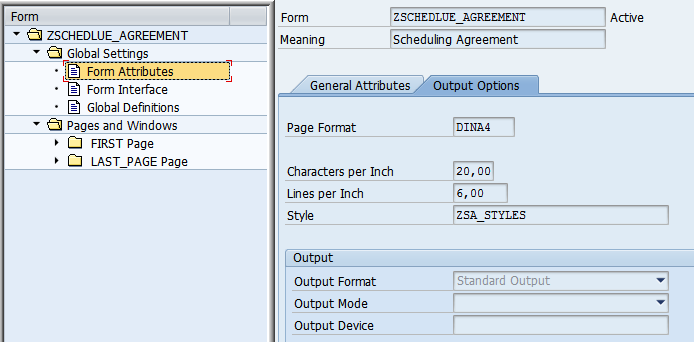 Form
ZSCHEDLUE_AGREEMENT
Global Settings
Form Attributes
Form Interface
Global Definitions
Pages and Windows
FIRST Page
LAST_PAGE Page
Form ZSCHEDLUE_AGREEMENT Active
Meaning Scheduling Agreement
General Attributes Output Options
Page Format DINA4
Characters per Inch 20,00
Lines per Inch 6,00
Style ZSA_STYLES
Output
Output Format Standard Output
Output Mode
Output Device